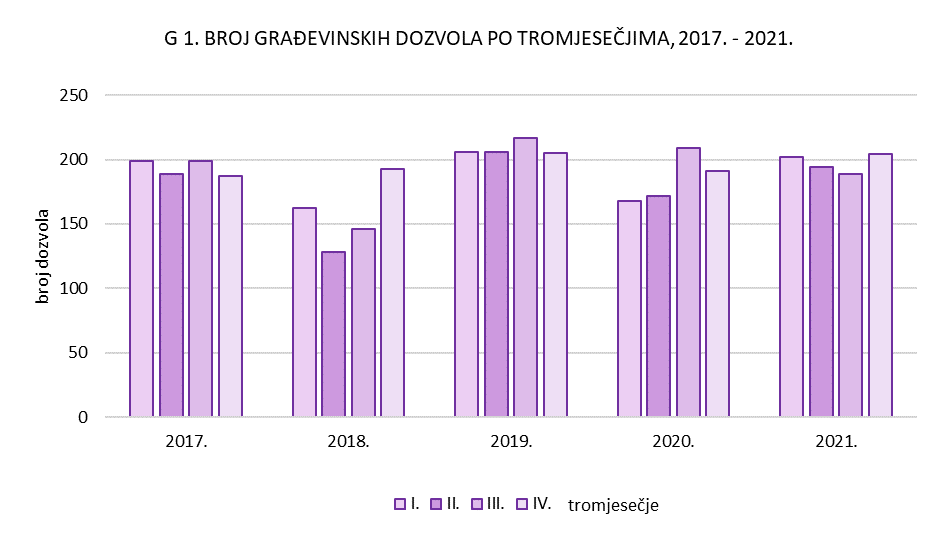 G 1. BROJ GRAĐEVINSKIH DOZVOLA PO TROMJESEČJIMA, 2017. - 2021.
broj dozvola
250
200
150
100
50
0
2017. 2018. 2019. 2020. 2021.
I. II. III. IV. tromjesečje